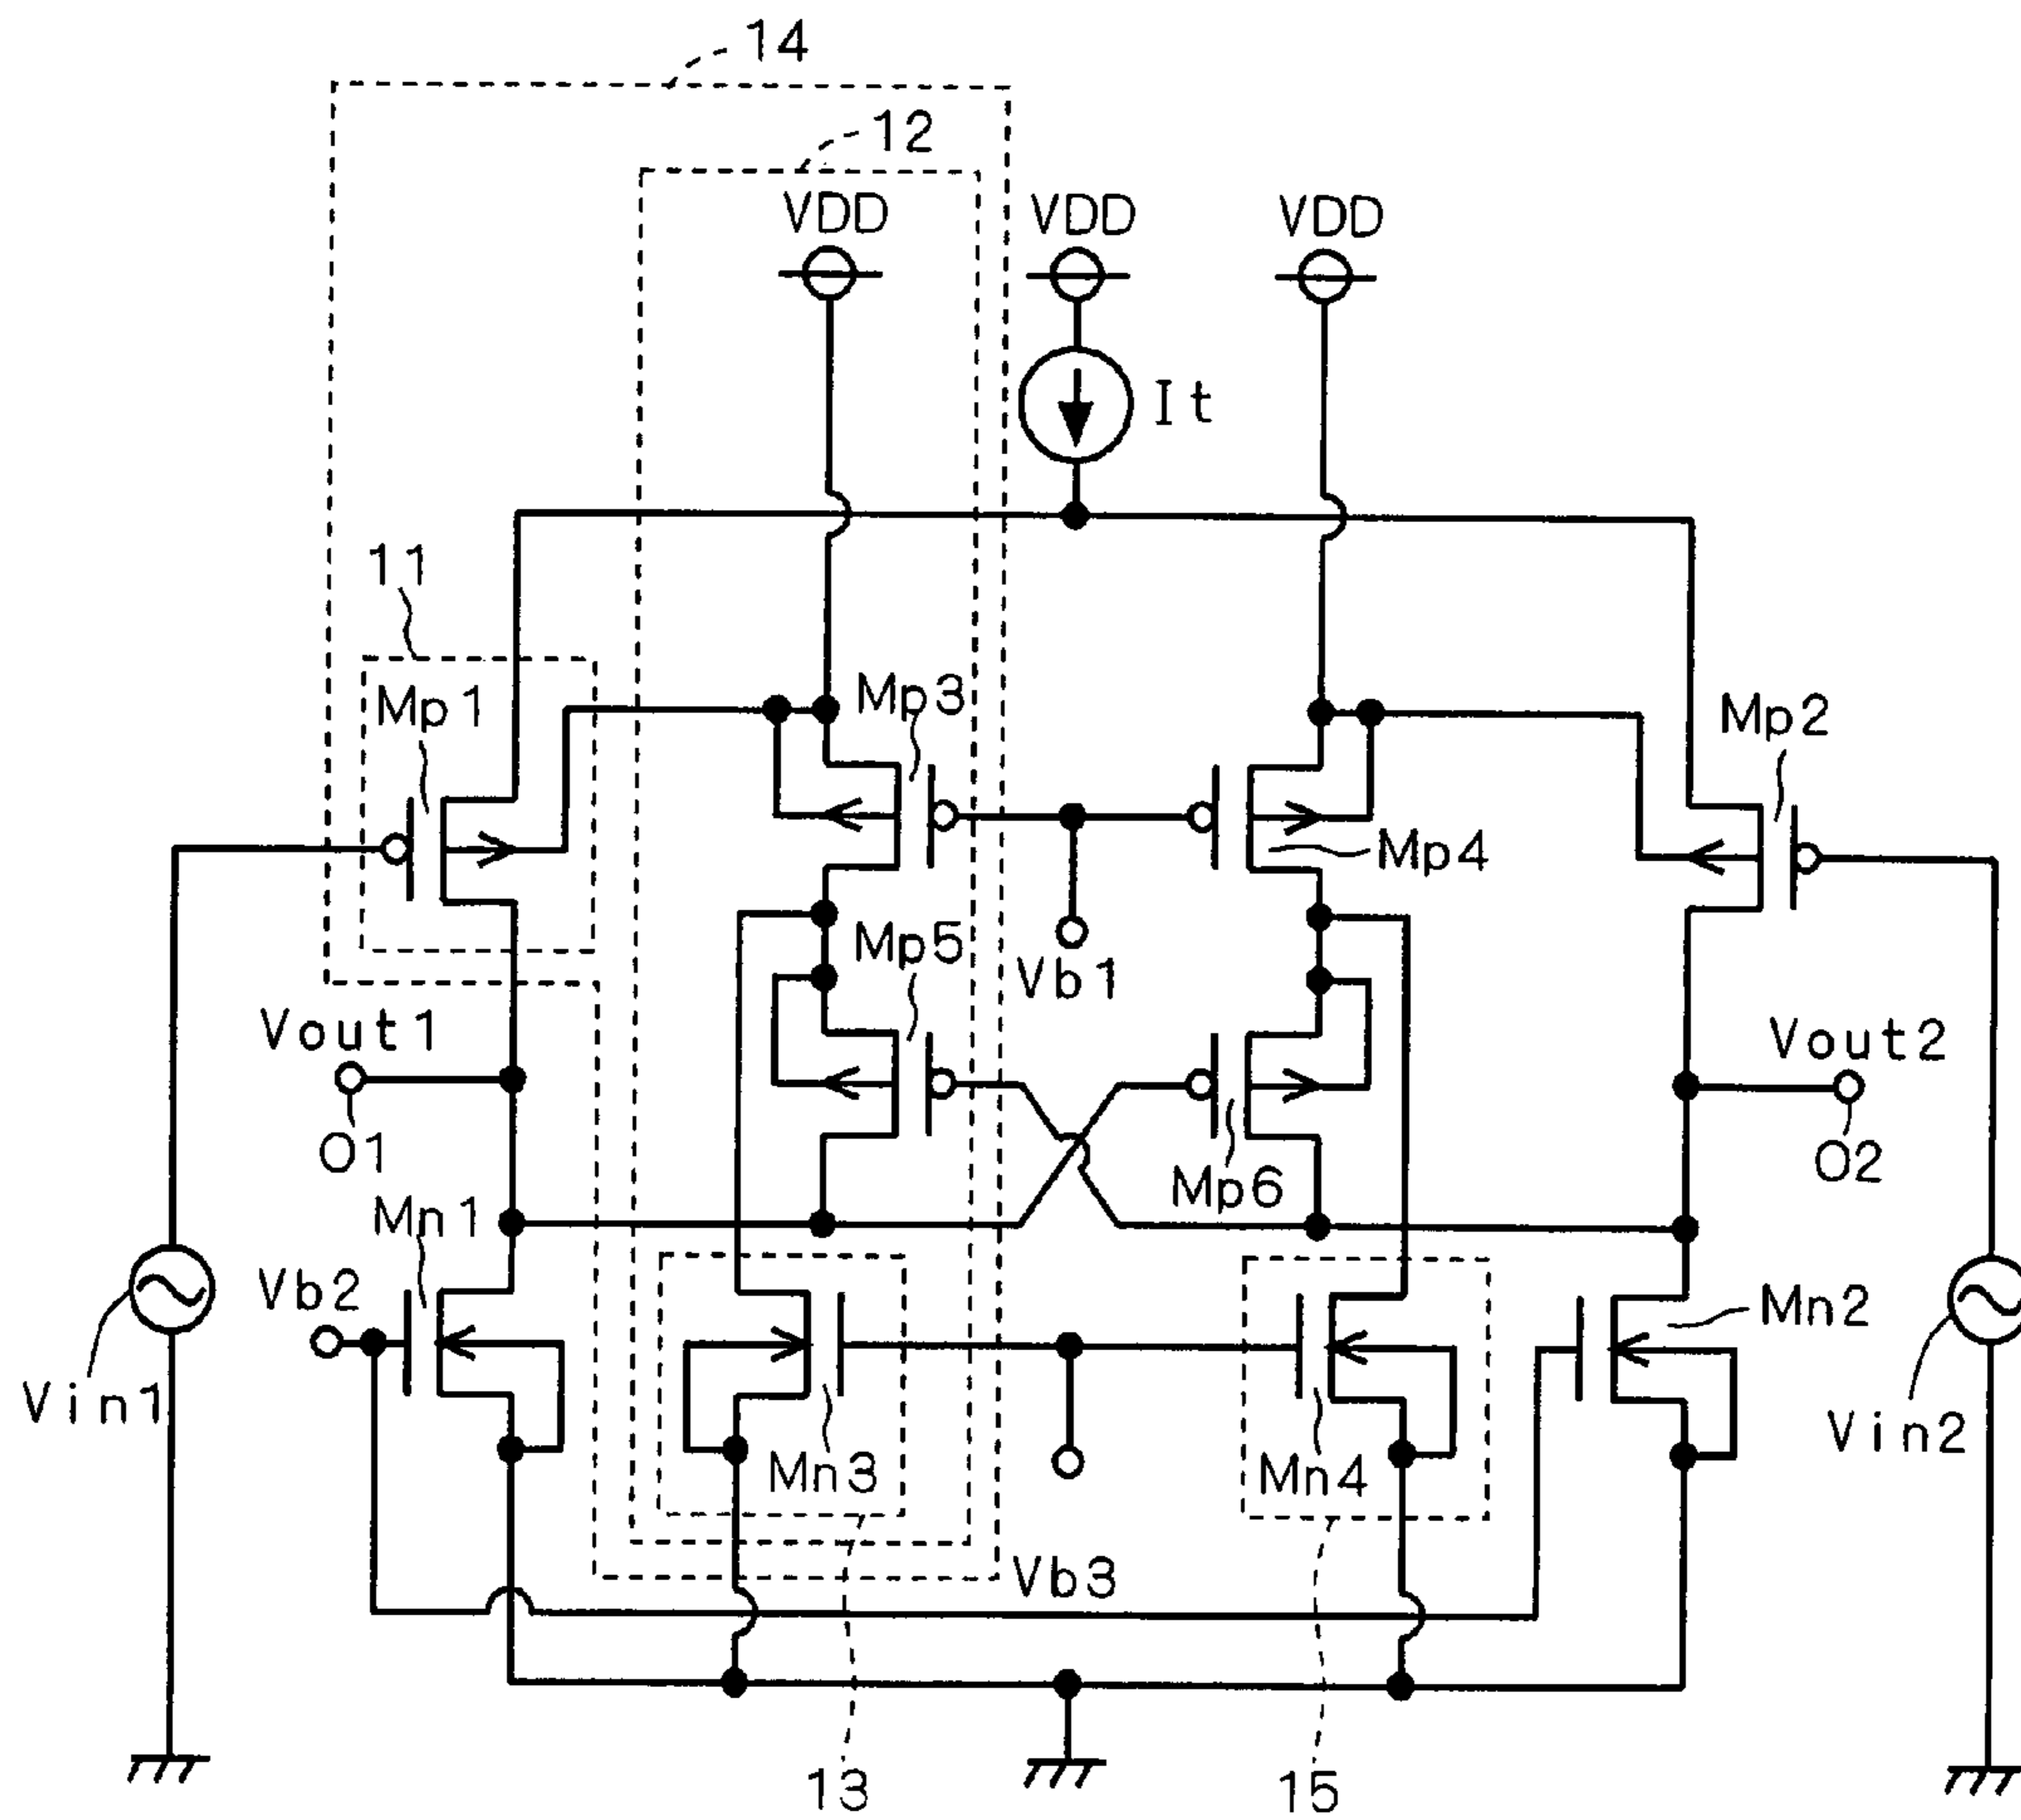 14
12
VDD
VDD
VDD
It
11
Mp1
Mp3
Mp2
Mp4
Mp5
Vb1
Vout1
Vout2
O1
O2
Mp6
Mn1
Vb2
Mn2
Vin1
Vin2
Mn3
Mn4
Vb3
13
15